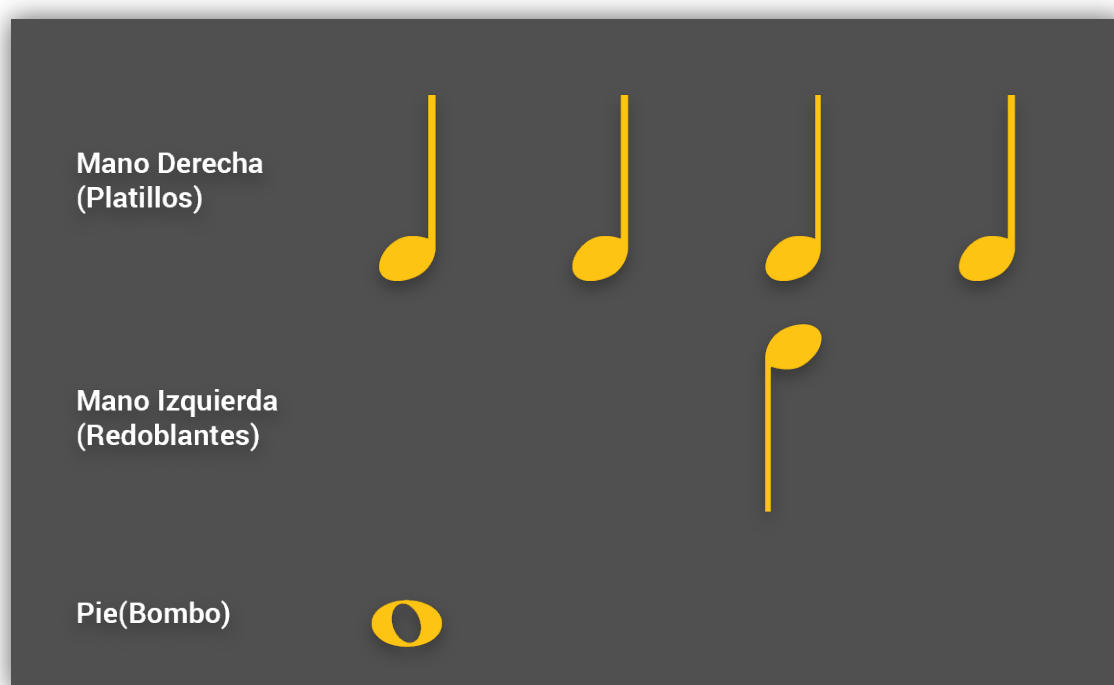 Mano Derecha
(Platillos)
Mano Izquierda
(Redoblantes)
Pie(Bombo)